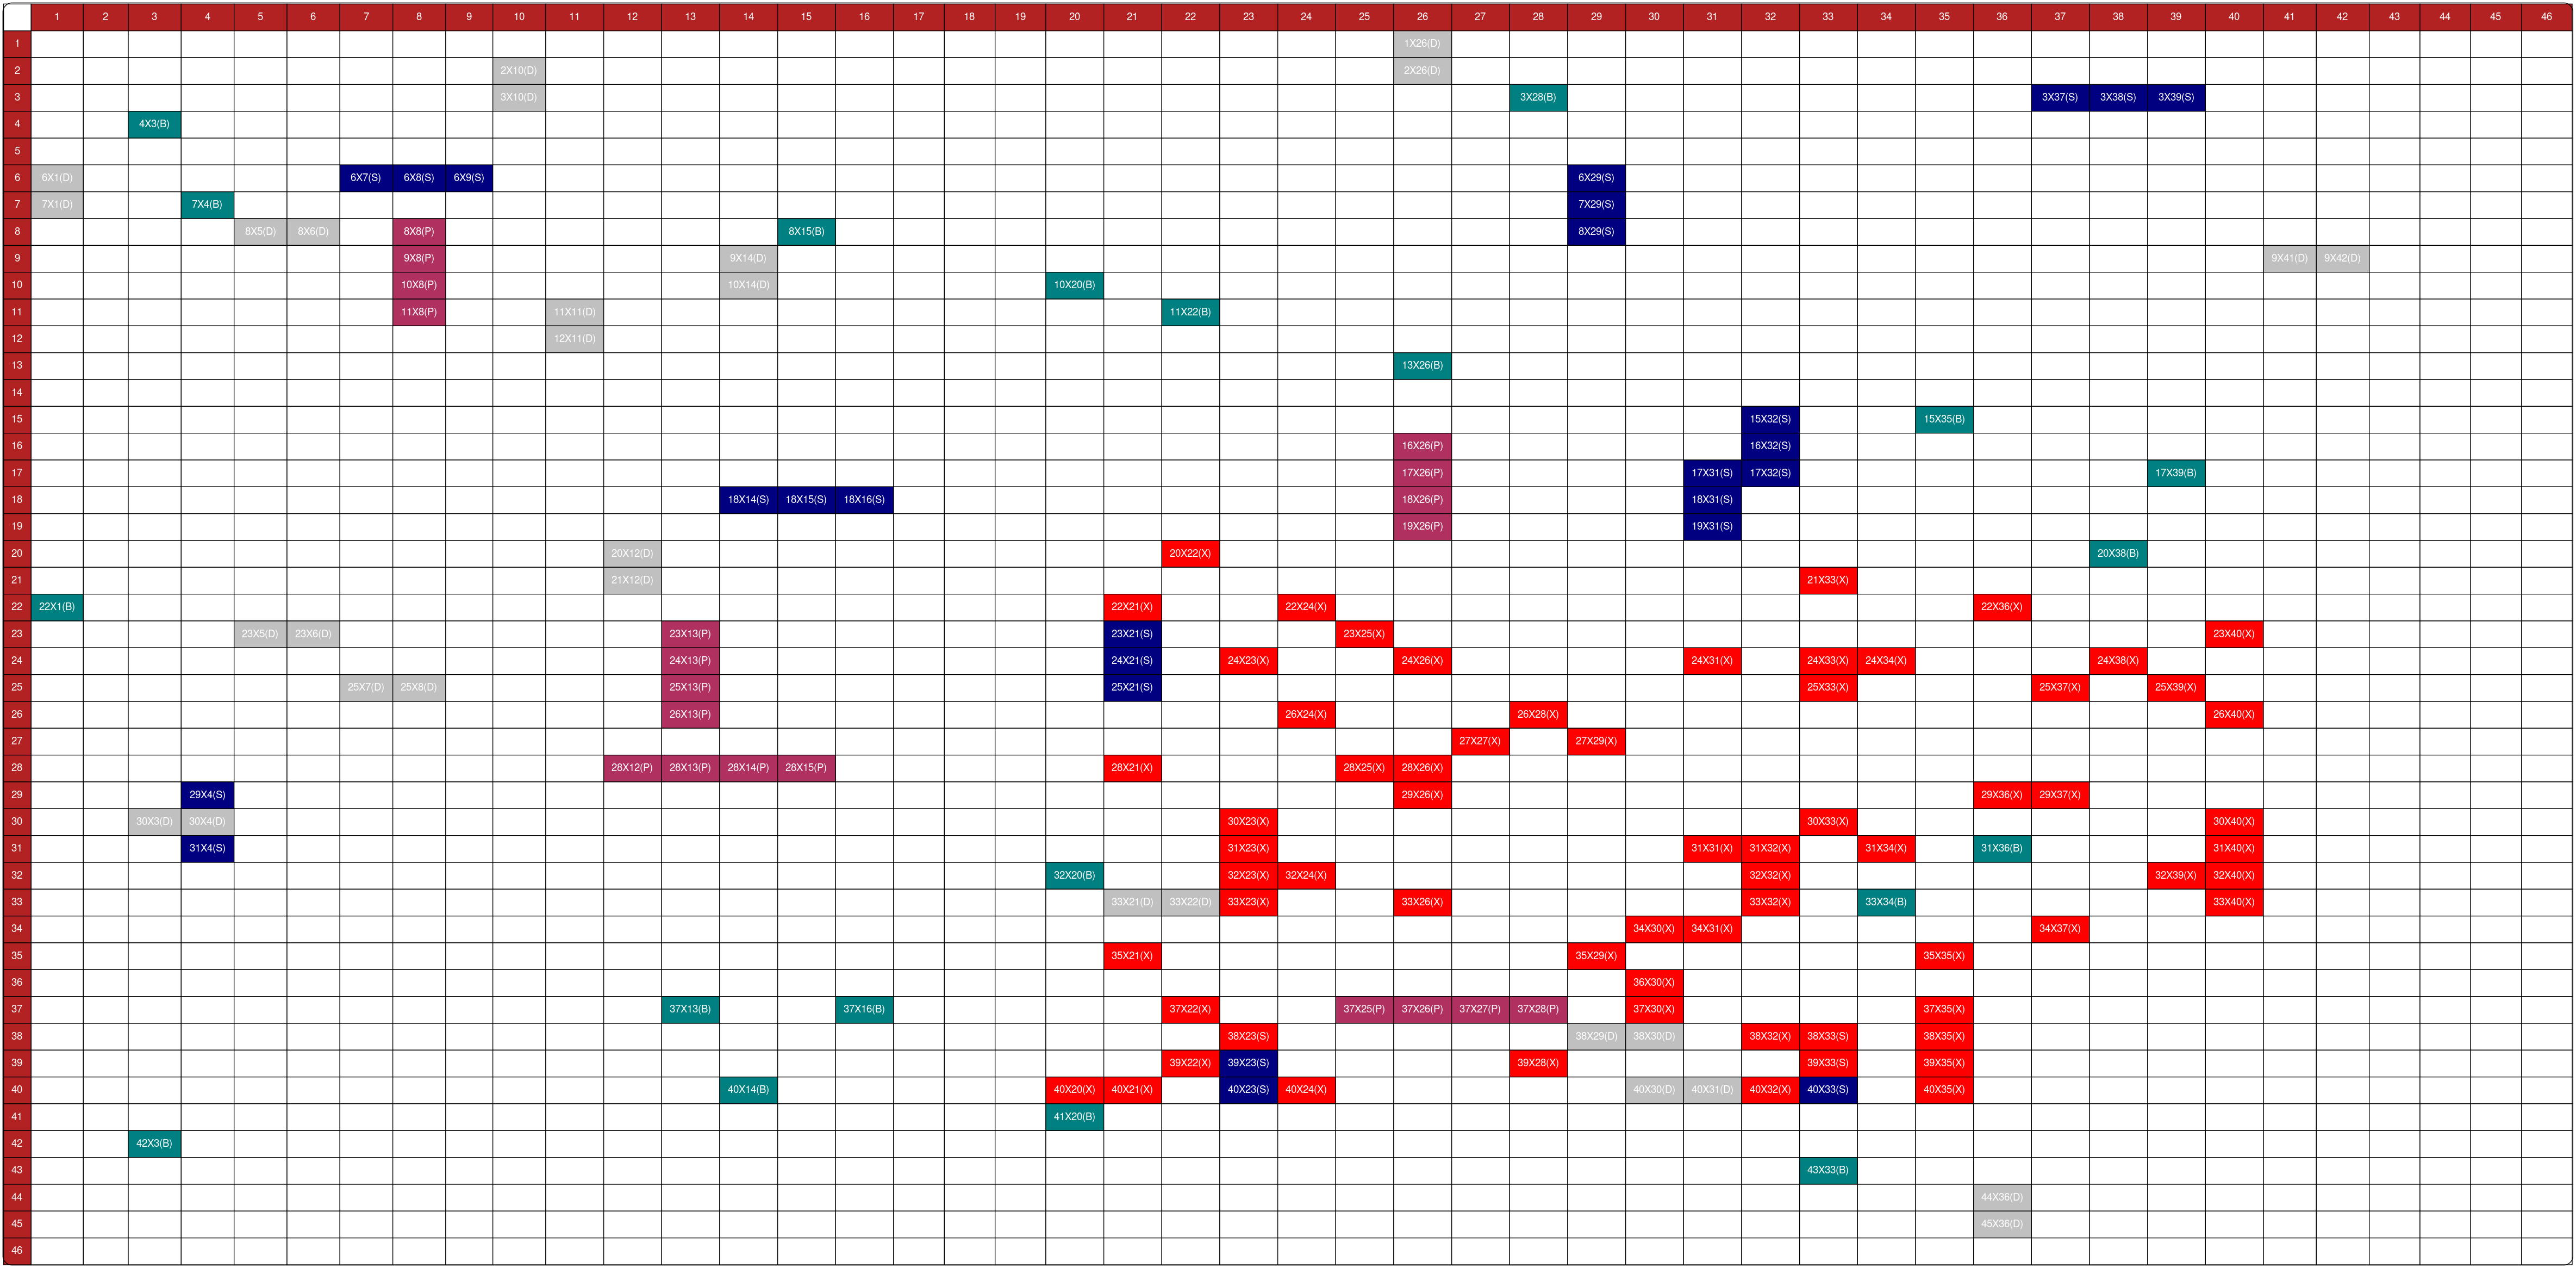 1 2 3 4 5 6 7 8 9 10 11 12 13 14 15 16 17 18 19 20 21 22 23 24 25 26 27 28 29 30 31 32 33 34 35 36 37 38 39 40 41 42 43 44 45 46
1 1X26(D)
2 2X10(D) 2X26(D)
3 3X10(D) 3X28(B) 3X37(S) 3X38(S) 3X39(S)
4 4X3(B)
5
6 6X1(D) 6X7(S) 6X8(S) 6X9(S) 6X29(S)
7 7X1(D) 7X4(B) 7X29(S)
8 8X5(D) 8X6(D) 8X8(P) 8X15(B) 8X29(S)
9 9X8(P) 9X14(D) 9X41(D) 9X42(D)
10 10X8(P) 10X14(D) 10X20(B)
11 11X8(P) 11X11(D) 11X22(B)
12 12X11(D)
13 13X26(B)
14
15 15X32(S) 15X35(B)
16 16X26(P) 16X32(S)
17 17X26(P) 17X31(S) 17X32(S) 17X39(B)
18 18X14(S) 18X15(S) 18X16(S) 18X26(P) 18X31(S)
19 19X26(P) 19X31(S)
20 20X12(D) 20X22(X) 20X38(B)
21 21X12(D) 21X33(X)
22 22X1(B) 22X21(X) 22X24(X) 22X36(X)
23 23X5(D) 23X6(D) 23X13(P) 23X21(S) 23X25(X) 23X40(X)
24 24X13(P) 24X21(S) 24X23(X) 24X26(X) 24X31(X) 24X33(X) 24X34(X) 24X38(X)
25 25X7(D) 25X8(D) 25X13(P) 25X21(S) 25X33(X) 25X37(X) 25X39(X)
26 26X13(P) 26X24(X) 26X28(X) 26X40(X)
27 27X27(X) 27X29(X)
28 28X12(P) 28X13(P) 28X14(P) 28X15(P) 28X21(X) 28X25(X) 28X26(X)
29 29X4(S) 29X26(X) 29X36(X) 29X37(X)
30 30X3(D) 30X4(D) 30X23(X) 30X33(X) 30X40(X)
31 31X4(S) 31X23(X) 31X31(X) 31X32(X) 31X34(X) 31X36(B) 31X40(X)
32 32X20(B) 32X23(X) 32X24(X) 32X32(X) 32X39(X) 32X40(X)
33 33X21(D) 33X22(D) 33X23(X) 33X26(X) 33X32(X) 33X34(B) 33X40(X)
34 34X30(X) 34X31(X) 34X37(X)
35 35X21(X) 35X29(X) 35X35(X)
36 36X30(X)
37 37X13(B) 37X16(B) 37X22(X) 37X25(P) 37X26(P) 37X27(P) 37X28(P) 37X30(X) 37X35(X)
38 38X23(S) 38X29(D) 38X30(D) 38X32(X) 38X33(S) 38X35(X)
39 39X22(X) 39X23(S) 39X28(X) 39X33(S) 39X35(X)
40 40X14(B) 40X20(X) 40X21(X) 40X23(S) 40X24(X) 40X30(D) 40X31(D) 40X32(X) 40X33(S) 40X35(X)
41 41X20(B)
42 42X3(B)
43 43X33(B)
44 44X36(D)
45 45X36(D)
46